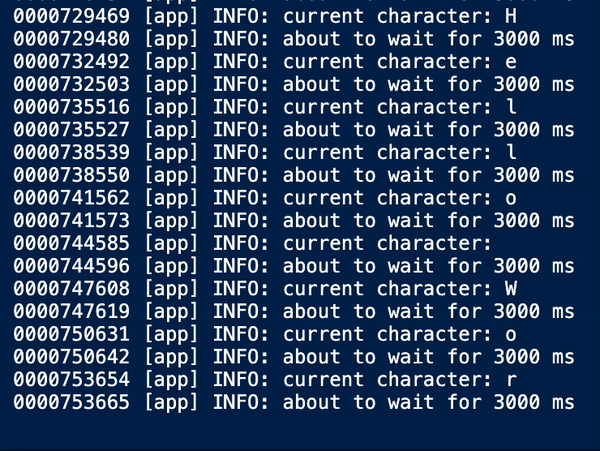 0000729469 [app] INFO: current character: H
0000729480 [app] INFO: about to wait for 3000 ms
0000732492 [app] INFO: current character: e
0000732503 [app] INFO: about to wait for 3000 ms
0000735516 [app] INFO: current character: l
0000735527 [app] INFO: about to wait for 3000 ms
0000738539 [app] INFO: current character: l
0000738550 [app] INFO: about to wait for 3000 ms
0000741562 [app] INFO: current character: o
0000741573 [app] INFO: about to wait for 3000 ms
0000744585 [app] INFO: current character:
0000744596 [app] INFO: about to wait for 3000 ms
0000747608 [app] INFO: current character: W
0000747619 [app] INFO: about to wait for 3000 ms
0000750631 [app] INFO: current character: o
0000750642 [app] INFO: about to wait for 3000 ms
0000753654 [app] INFO: current character: r
0000753665 [app] INFO: about to wait for 3000 ms